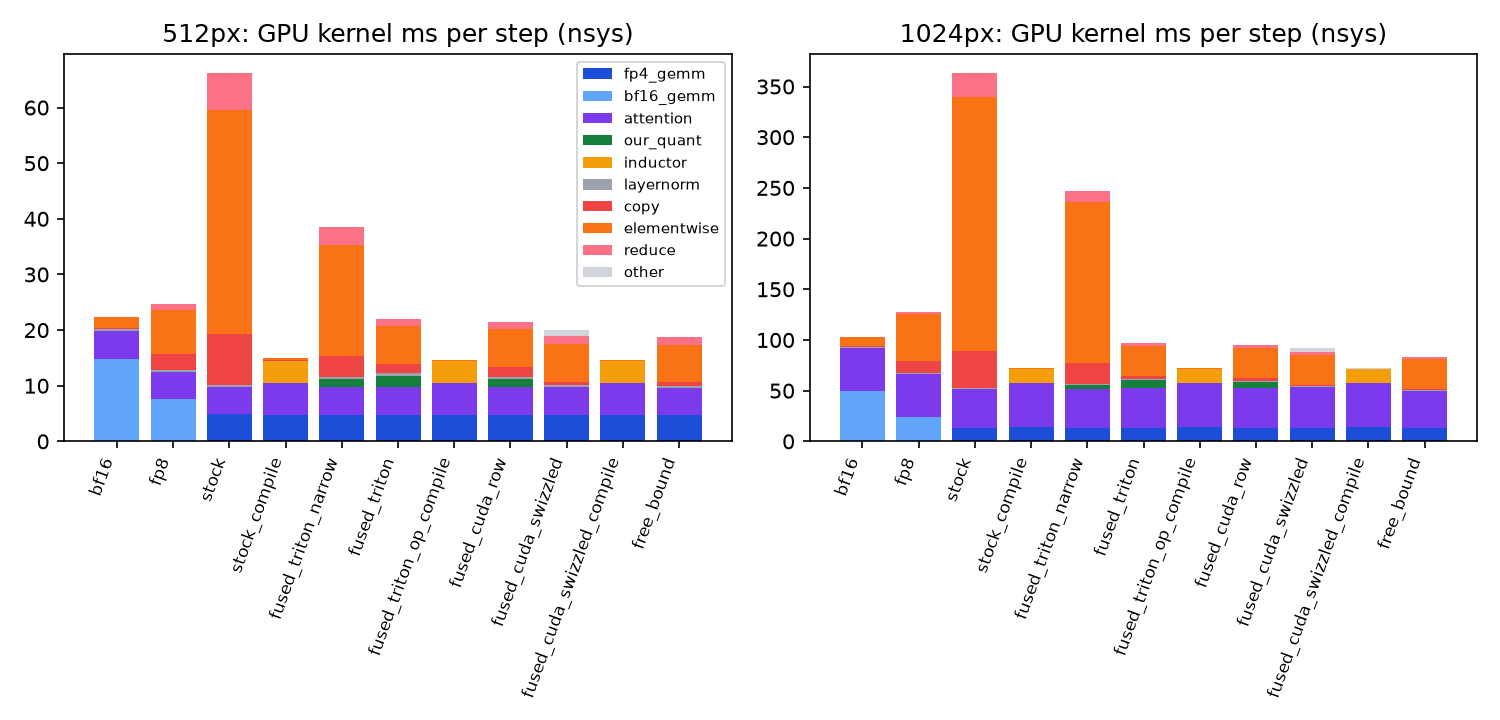 512px: GPU kernel ms per step (nsys)
60
50
40
30
20
10
0
fp4_gemm
bf16_gemm
attention
our_quant
inductor
layernorm
copy
elementwise
reduce
other
bf16
fp8
stock
stock_compile
fused_triton_narrow
fused_triton
fused_triton_op_compile
fused_cuda_row
fused_cuda_swizzled
fused_cuda_swizzled_compile
free_bound
1024px: GPU kernel ms per step (nsys)
350
300
250
200
150
100
50
0
bf16
fp8
stock
stock_compile
fused_triton_narrow
fused_triton
fused_triton_op_compile
fused_cuda_row
fused_cuda_swizzled
fused_cuda_swizzled_compile
free_bound